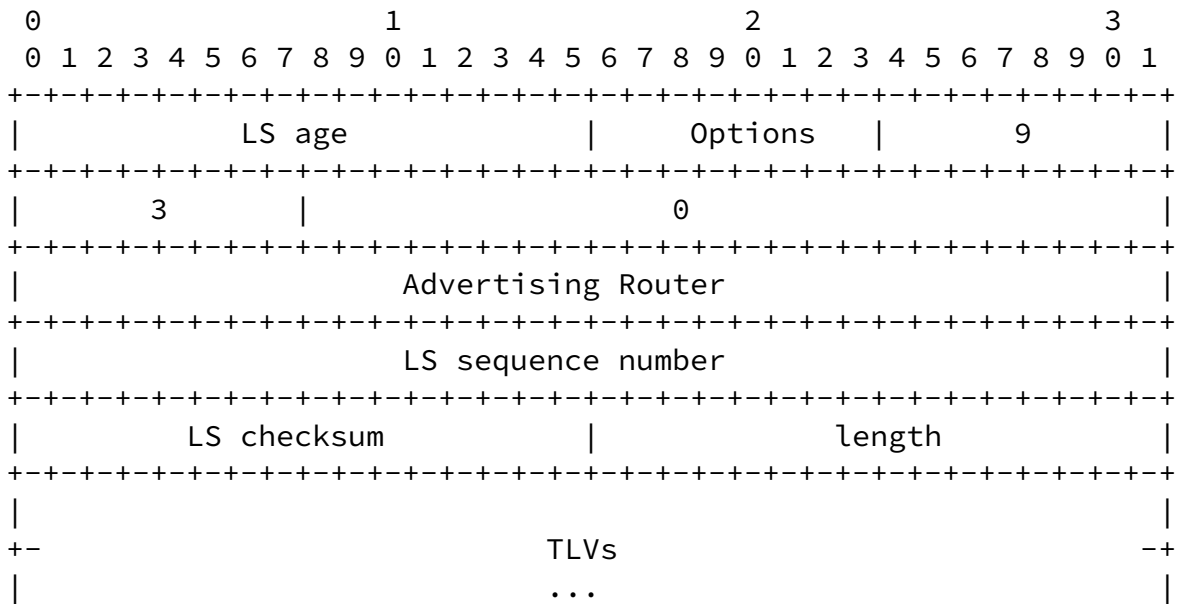 0                   1                   2                   3
 0 1 2 3 4 5 6 7 8 9 0 1 2 3 4 5 6 7 8 9 0 1 2 3 4 5 6 7 8 9 0 1
+-+-+-+-+-+-+-+-+-+-+-+-+-+-+-+-+-+-+-+-+-+-+-+-+-+-+-+-+-+-+-+-+
|            LS age             |     Options   |       9       |
+-+-+-+-+-+-+-+-+-+-+-+-+-+-+-+-+-+-+-+-+-+-+-+-+-+-+-+-+-+-+-+-+
|       3       |                    0                          |
+-+-+-+-+-+-+-+-+-+-+-+-+-+-+-+-+-+-+-+-+-+-+-+-+-+-+-+-+-+-+-+-+
|                     Advertising Router                        |
+-+-+-+-+-+-+-+-+-+-+-+-+-+-+-+-+-+-+-+-+-+-+-+-+-+-+-+-+-+-+-+-+
|                     LS sequence number                        |
+-+-+-+-+-+-+-+-+-+-+-+-+-+-+-+-+-+-+-+-+-+-+-+-+-+-+-+-+-+-+-+-+
|         LS checksum           |             length            |
+-+-+-+-+-+-+-+-+-+-+-+-+-+-+-+-+-+-+-+-+-+-+-+-+-+-+-+-+-+-+-+-+
|                                                               |
+-                            TLVs                             -+
|                             ...                               |